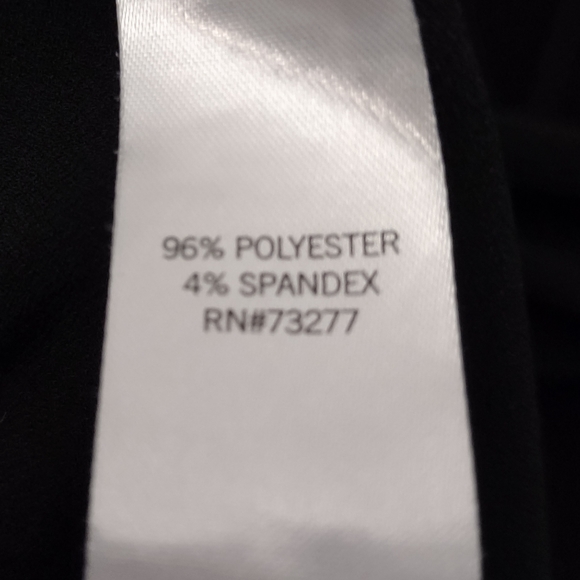 96% POLYESTER
4% SPANDEX
RN#73277